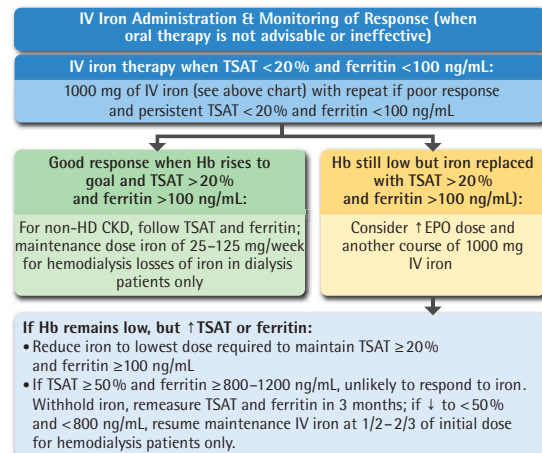 IV Iron Administration & Monitoring of Response (when
oral therapy is not advisable or ineffective)
IV iron therapy when TSAT <20% and ferritin <100 ng/mL:
1000 mg of IV iron (see above chart) with repeat if poor response
and persistent TSAT <20% and ferritin <100 ng/mL
Good response when Hb rises to
goal and TSAT >20%
and ferritin >100 ng/mL:
For non-HD CKD, follow TSAT and ferritin;
maintenance dose iron of 25–125 mg/week
for hemodialysis losses of iron in dialysis
patients only
Hb still low but iron replaced
with TSAT >20%
and ferritin >100 ng/mL):
Consider ↑EPO dose and
another course of 1000 mg
IV iron
If Hb remains low, but ↑TSAT or ferritin:
• Reduce iron to lowest dose required to maintain TSAT ≥20%
and ferritin ≥100 ng/mL
• If TSAT ≥50% and ferritin ≥800–1200 ng/mL, unlikely to respond to iron.
Withhold iron, remeasure TSAT and ferritin in 3 months; if ↓ to <50%
and <800 ng/mL, resume maintenance IV iron at 1/2–2/3 of initial dose
for hemodialysis patients only.